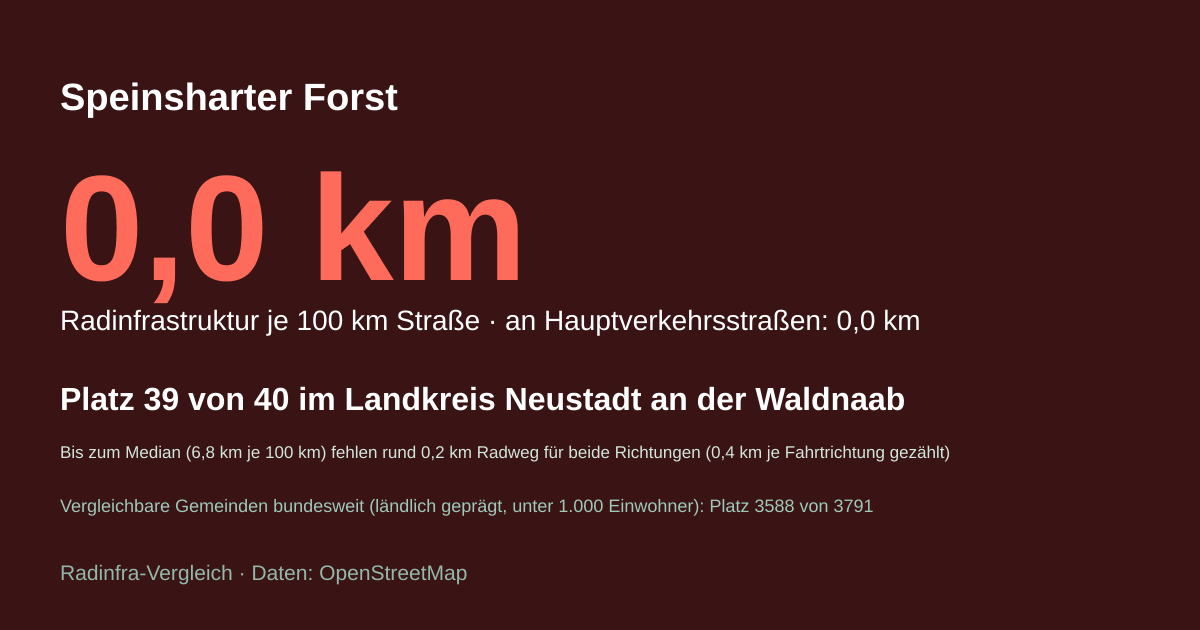 Speinsharter Forst
0,0 km
Radinfrastruktur je 100 km Straße · an Hauptverkehrsstraßen: 0,0 km
Platz 39 von 40 im Landkreis Neustadt an der Waldnaab
Bis zum Median (6,8 km je 100 km) fehlen rund 0,2 km Radweg für beide Richtungen (0,4 km je Fahrtrichtung gezählt)
Vergleichbare Gemeinden bundesweit (ländlich geprägt, unter 1.000 Einwohner): Platz 3588 von 3791
Radinfra-Vergleich · Daten: OpenStreetMap